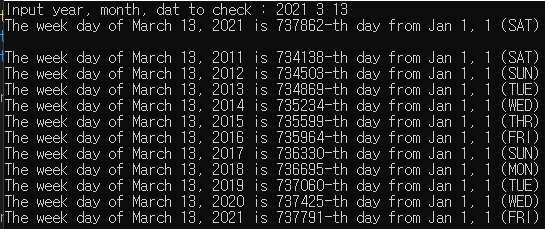 Input year, month, dat to check : 2021 3 13
The week day of March 13, 2021 is 737862-th day from Jan 1, 1 (SAT)
The week day of March 13, 2011 is 734138-th day from Jan 1, 1 (SAT)
The week day of March 13, 2012 is 734503-th day from Jan 1, 1 (SUN)
The week day of March 13, 2013 is 734869-th day from Jan 1, 1 (TUE)
The week day of March 13, 2014 is 735234-th day from Jan 1, 1 (WED)
The week day of March 13, 2015 is 735599-th day from Jan 1, 1 (THR)
The week day of March 13, 2016 is 735964-th day from Jan 1, 1 (FRI)
The week day of March 13, 2017 is 736330-th day from Jan 1, 1 (SUN)
The week day of March 13, 2018 is 736695-th day from Jan 1, 1 (MON)
The week day of March 13, 2019 is 737060-th day from Jan 1, 1 (TUE)
The week day of March 13, 2020 is 737425-th day from Jan 1, 1 (WED)
The week day of March 13, 2021 is 737791-th day from Jan 1, 1 (FRI)